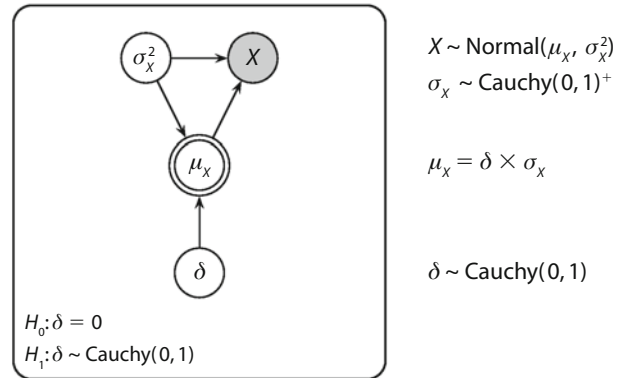 σ²_X
X
μ_X
δ
H₀: δ = 0
H₁: δ ~ Cauchy(0, 1)
X ~ Normal(μ_X, σ²_X)
σ_X ~ Cauchy(0, 1)⁺
μ_X = δ × σ_X
δ ~ Cauchy(0, 1)